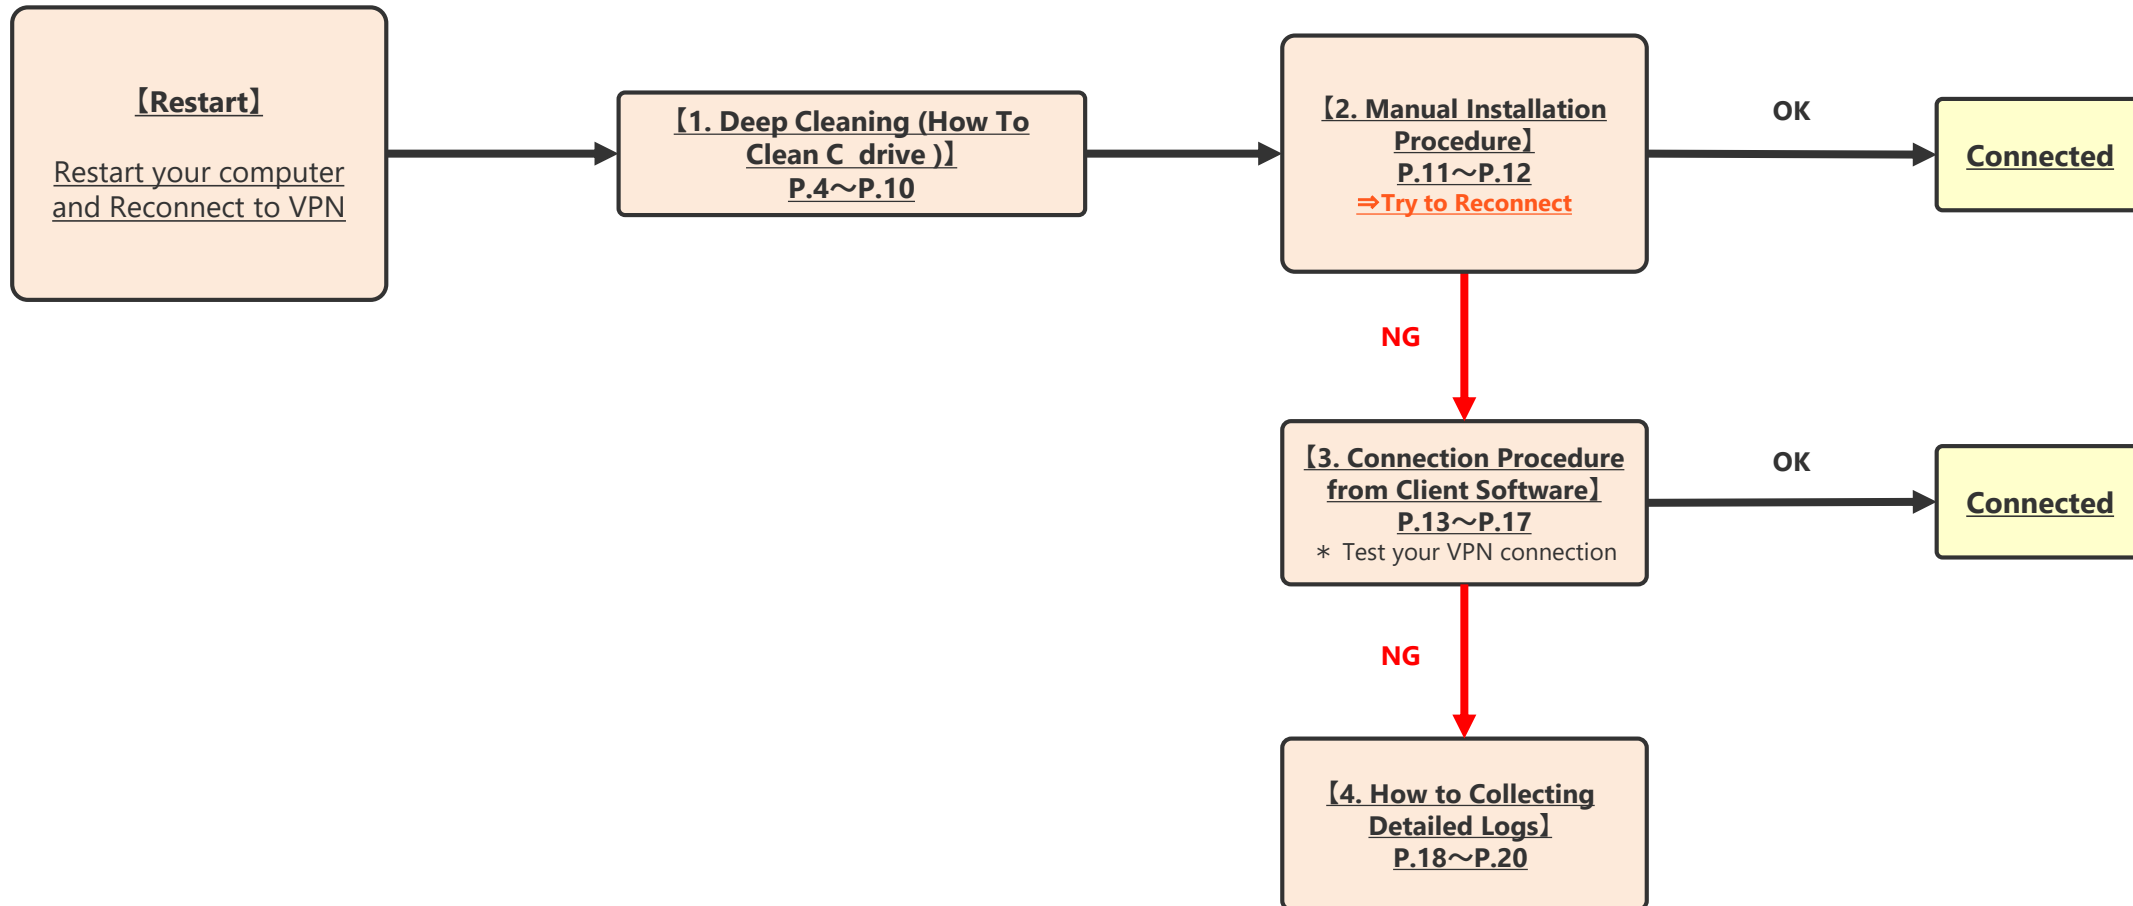 【Restart】
Restart your computer
and Reconnect to VPN
【1. Deep Cleaning (How To
Clean C  drive )】
P.4～P.10
【2. Manual Installation
Procedure】
P.11～P.12
⇒Try to Reconnect
OK
Connected
NG
【3. Connection Procedure
from Client Software】
P.13～P.17
＊ Test your VPN connection
OK
Connected
NG
【4. How to Collecting
Detailed Logs】
P.18～P.20